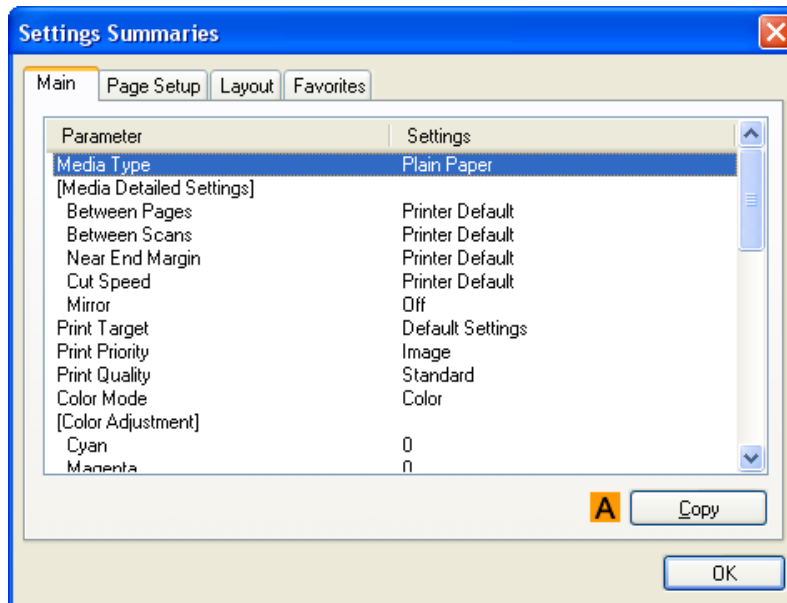 Settings Summaries
Main Page Setup Layout Favorites
Parameter Settings
Media Type Plain Paper
[Media Detailed Settings]
Between Pages Printer Default
Between Scans Printer Default
Near End Margin Printer Default
Cut Speed Printer Default
Mirror Off
Print Target Default Settings
Print Priority Image
Print Quality Standard
Color Mode Color
[Color Adjustment]
Cyan 0
Magenta 0
A Copy
OK